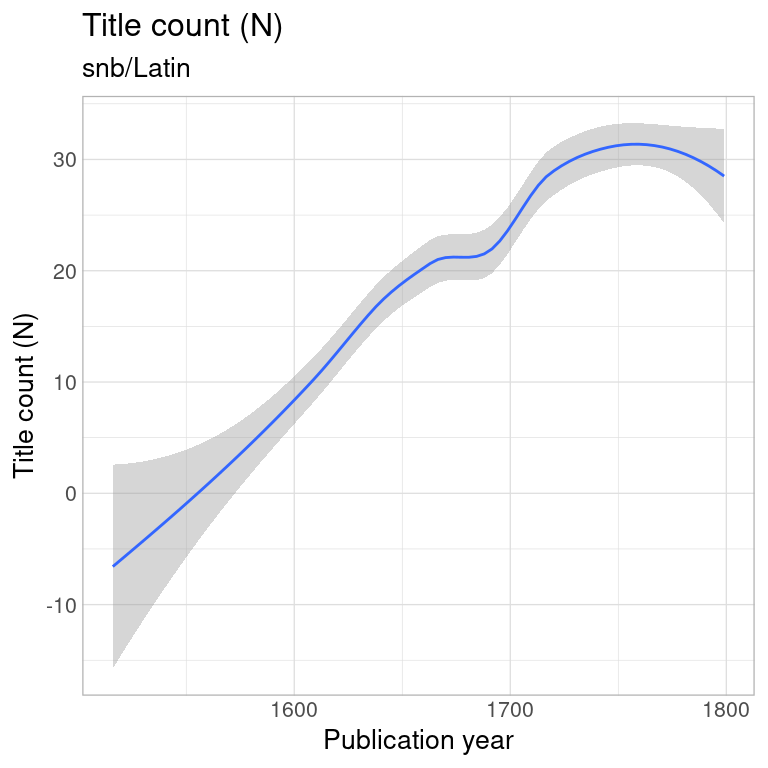 Title count (N)
snb/Latin
30
20
10
0
-10
Title count (N)
1600
1700
1800
Publication year